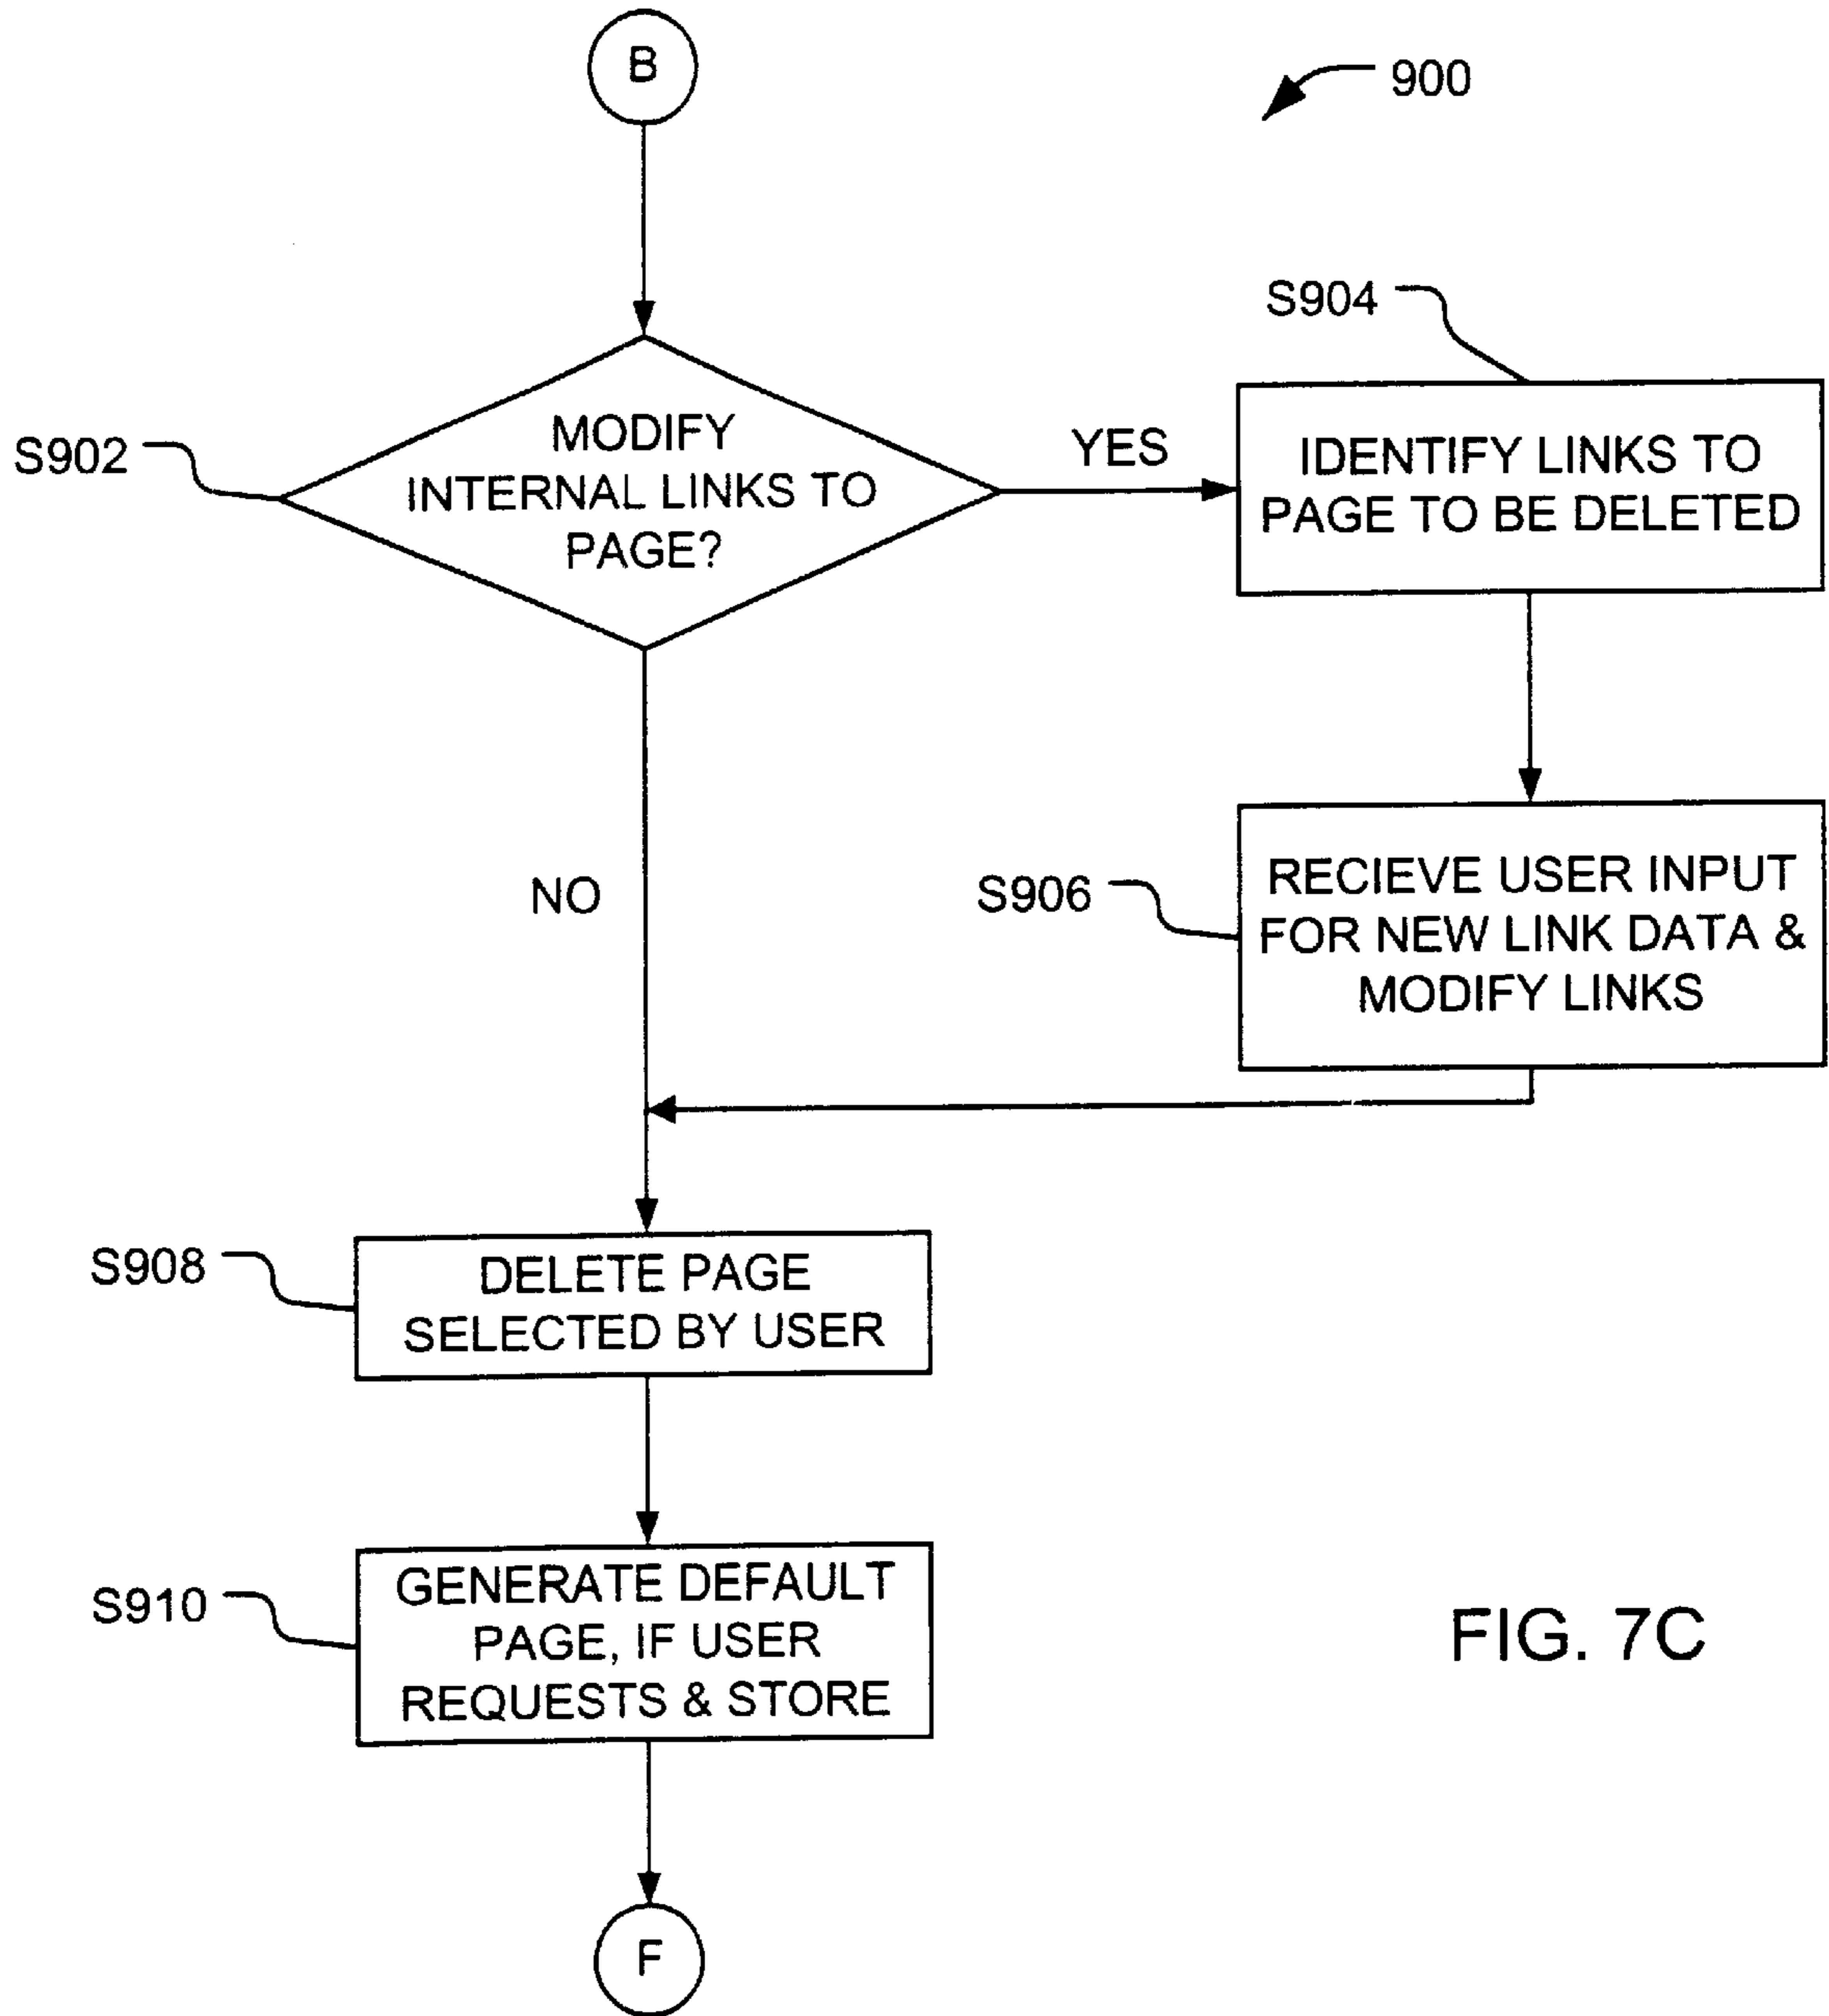 B
900
S902
MODIFY
INTERNAL LINKS TO
PAGE?
YES
S904
IDENTIFY LINKS TO
PAGE TO BE DELETED
NO
S906
RECIEVE USER INPUT
FOR NEW LINK DATA &
MODIFY LINKS
S908
DELETE PAGE
SELECTED BY USER
S910
GENERATE DEFAULT
PAGE, IF USER
REQUESTS & STORE
FIG. 7C
F